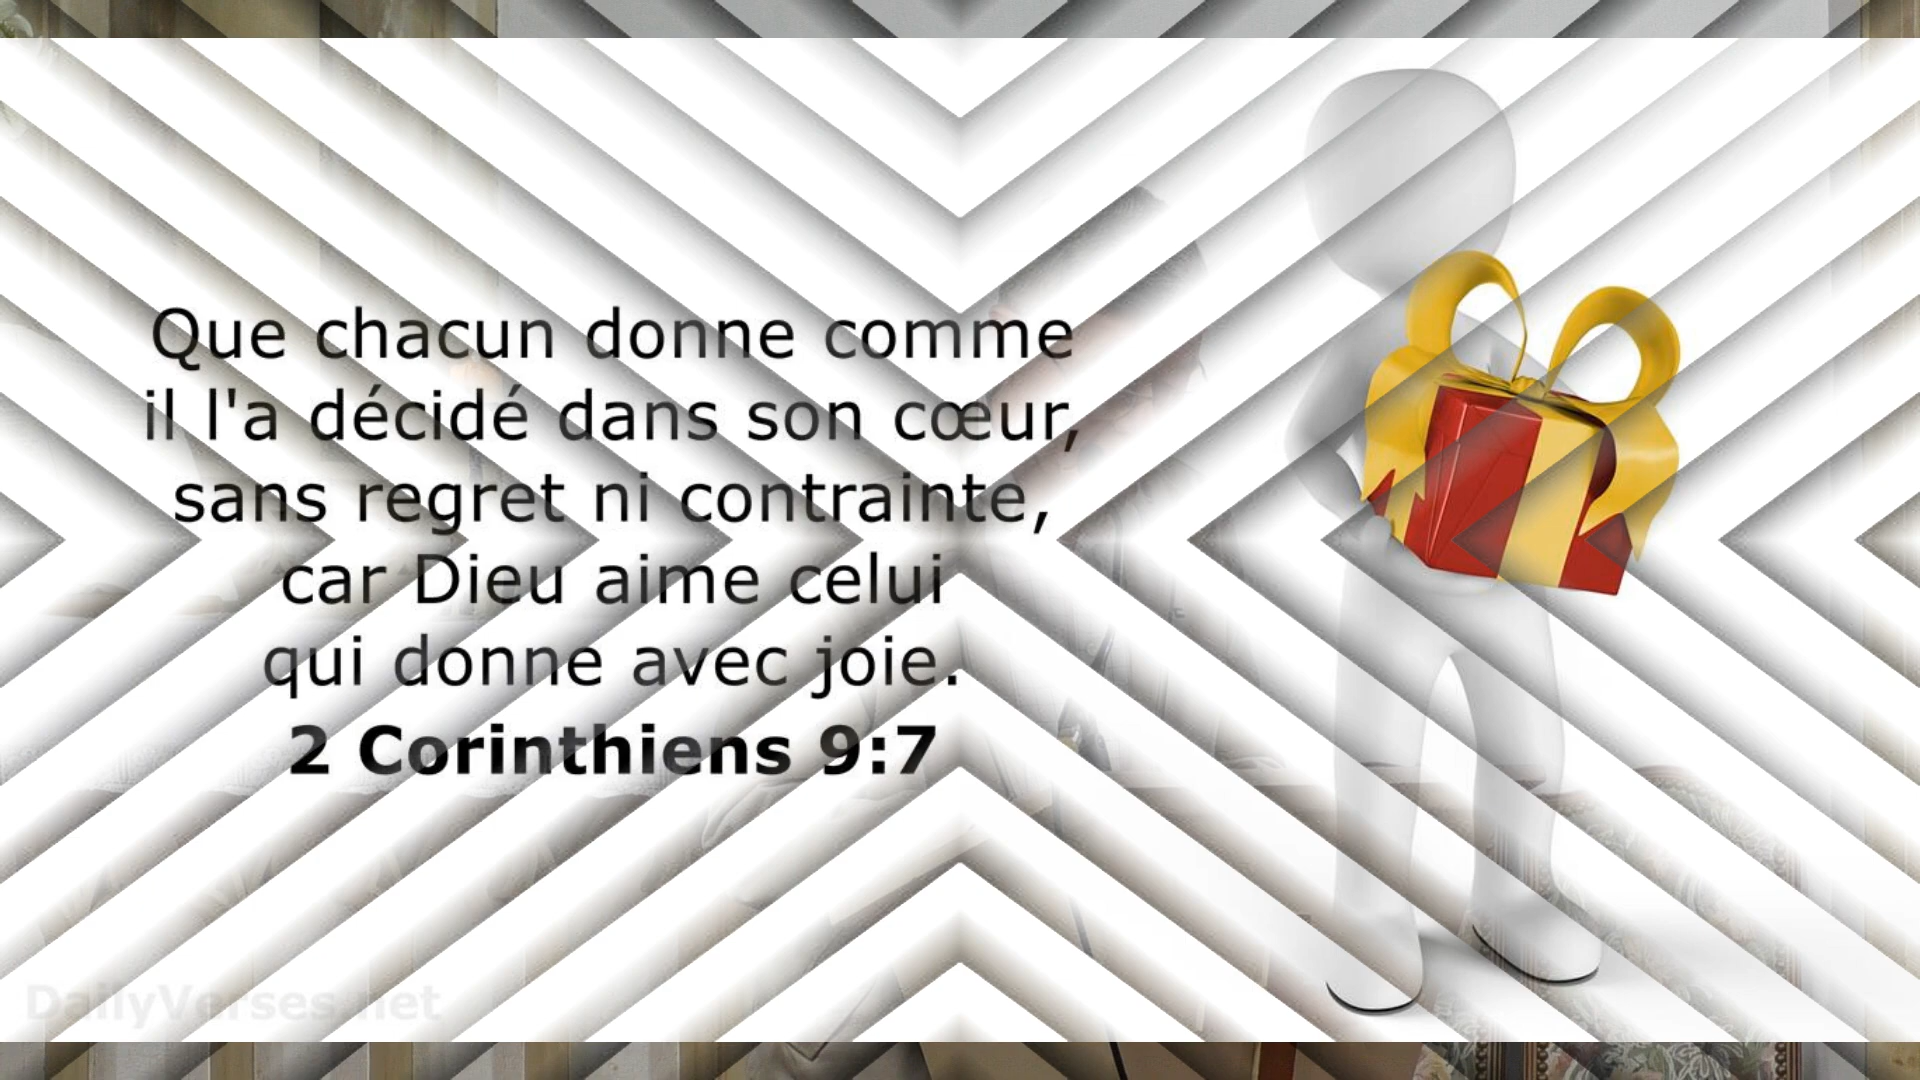 Que chacun donne comme
il l'a décidé dans son cœur,
sans regret ni contrainte,
car Dieu aime celui
qui donne avec joie.
2 Corinthiens 9:7
DailyVerses.net